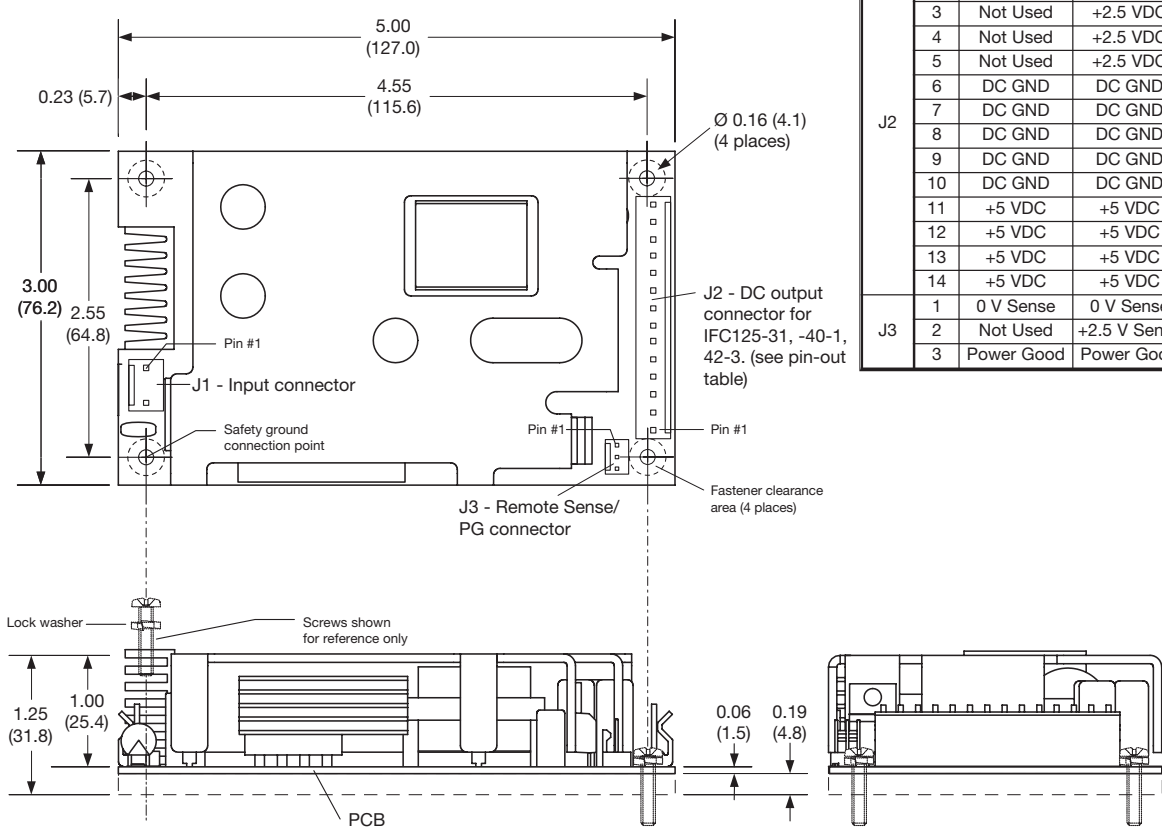 5.00
(127.0)
4.55
(115.6)
0.23 (5.7)
Ø 0.16 (4.1)
(4 places)
3.00
(76.2)
2.55
(64.8)
Pin #1
J1 - Input connector
Safety ground
connection point
J2 - DC output
connector for
IFC125-31, -40-1,
42-3. (see pin-out
table)
Pin #1
Pin #1
J3 - Remote Sense/
PG connector
Fastener clearance
area (4 places)
J2
3 Not Used +2.5 VDC
4 Not Used +2.5 VDC
5 Not Used +2.5 VDC
6 DC GND DC GND
7 DC GND DC GND
8 DC GND DC GND
9 DC GND DC GND
10 DC GND DC GND
11 +5 VDC +5 VDC
12 +5 VDC +5 VDC
13 +5 VDC +5 VDC
14 +5 VDC +5 VDC
J3
1 0 V Sense 0 V Sense
2 Not Used +2.5 V Sen
3 Power Good Power Goo
Lock washer
Screws shown
for reference only
1.25
(31.8)
1.00
(25.4)
0.06
(1.5)
0.19
(4.8)
PCB